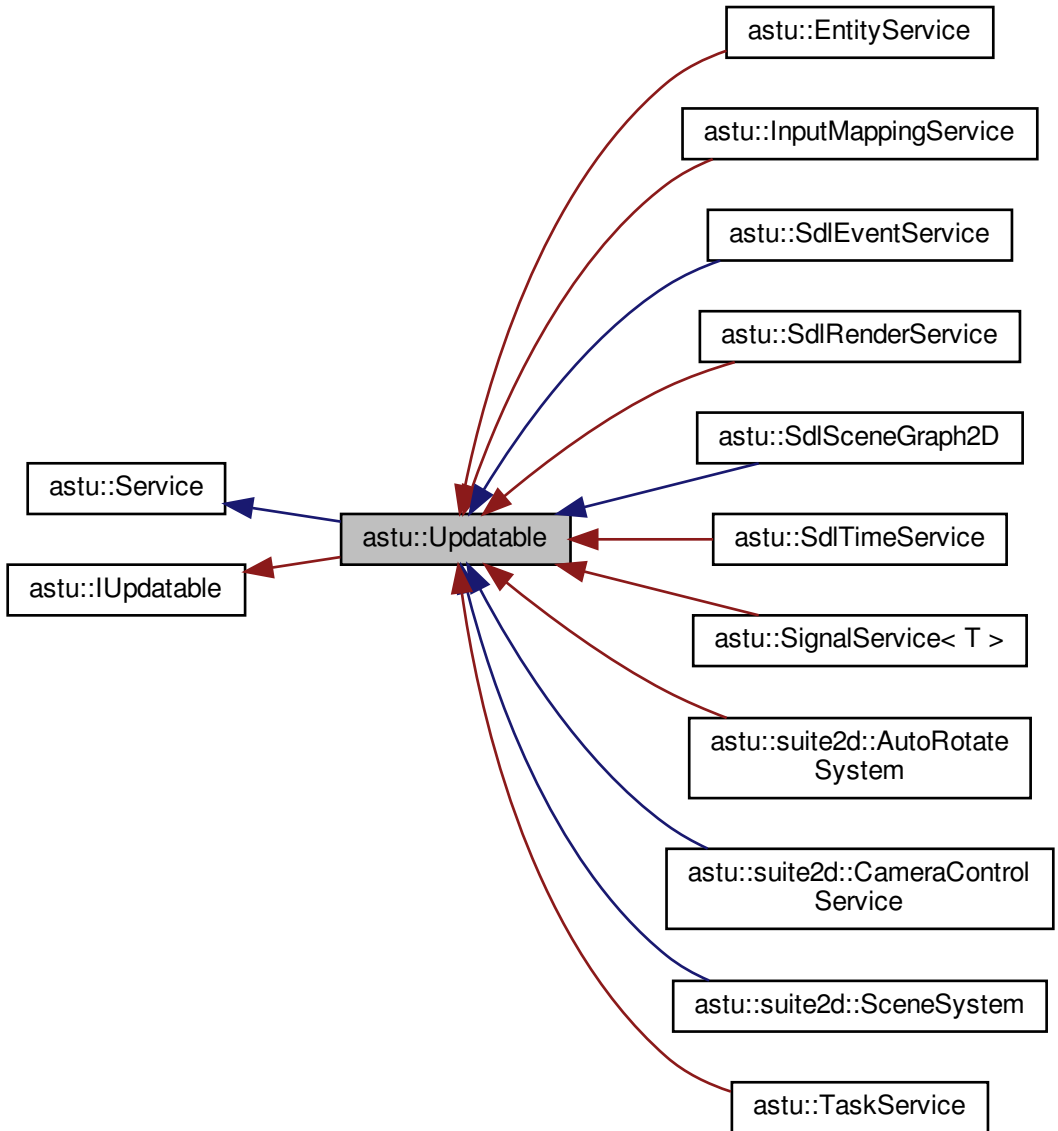 astu::EntityService
astu::InputMappingService
astu::SdlEventService
astu::SdlRenderService
astu::SdlSceneGraph2D
astu::Service
astu::Updatable
astu::SdlTimeService
astu::IUpdatable
astu::SignalService< T >
astu::suite2d::AutoRotate
System
astu::suite2d::CameraControl
Service
astu::suite2d::SceneSystem
astu::TaskService